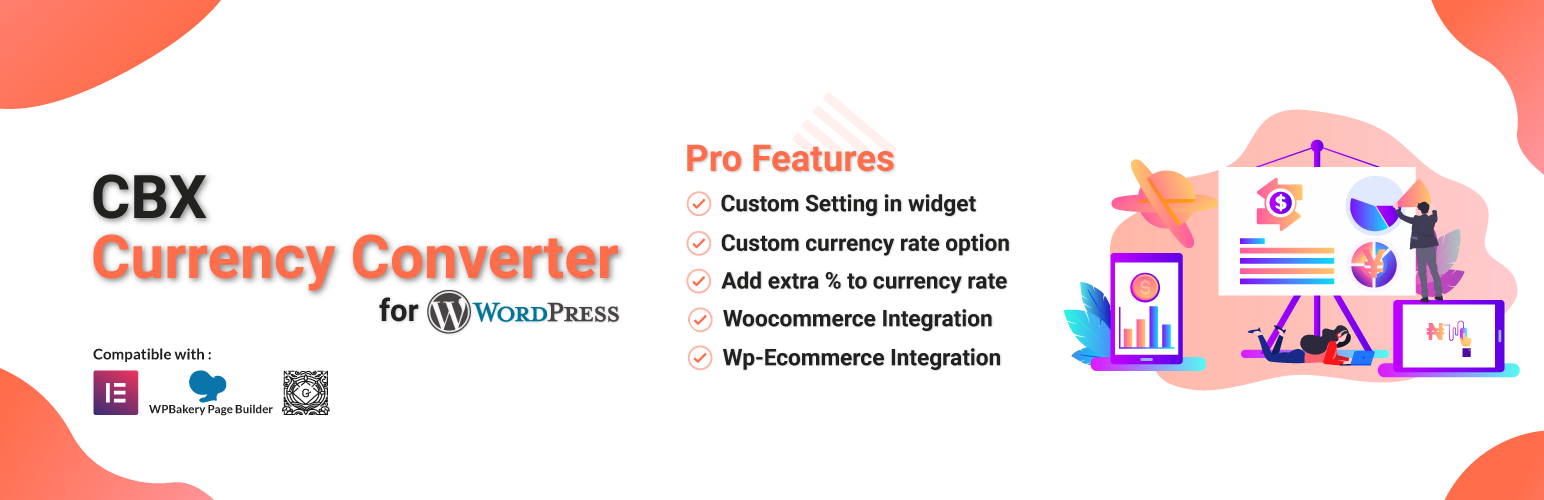 CBX
Currency Converter
for WORDPRESS
Compatible with :
WPBakery Page Builder
G
Pro Features
Custom Setting in widget
Custom currency rate option
Add extra % to currency rate
Woocommerce Integration
Wp-Ecommerce Integration
$
¥
$
₦